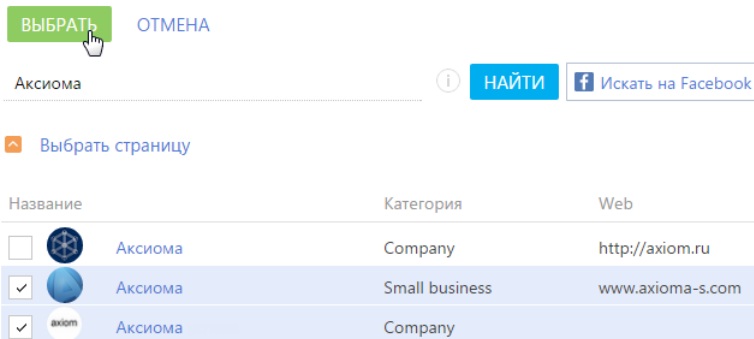 ВЫБРАТЬ ОТМЕНА
Аксиома i НАЙТИ f Искать на Facebook
Выбрать страницу
Название Категория Web
Аксиома Company http://axiom.ru
Аксиома Small business www.axioma-s.com
axiom Аксиома Company